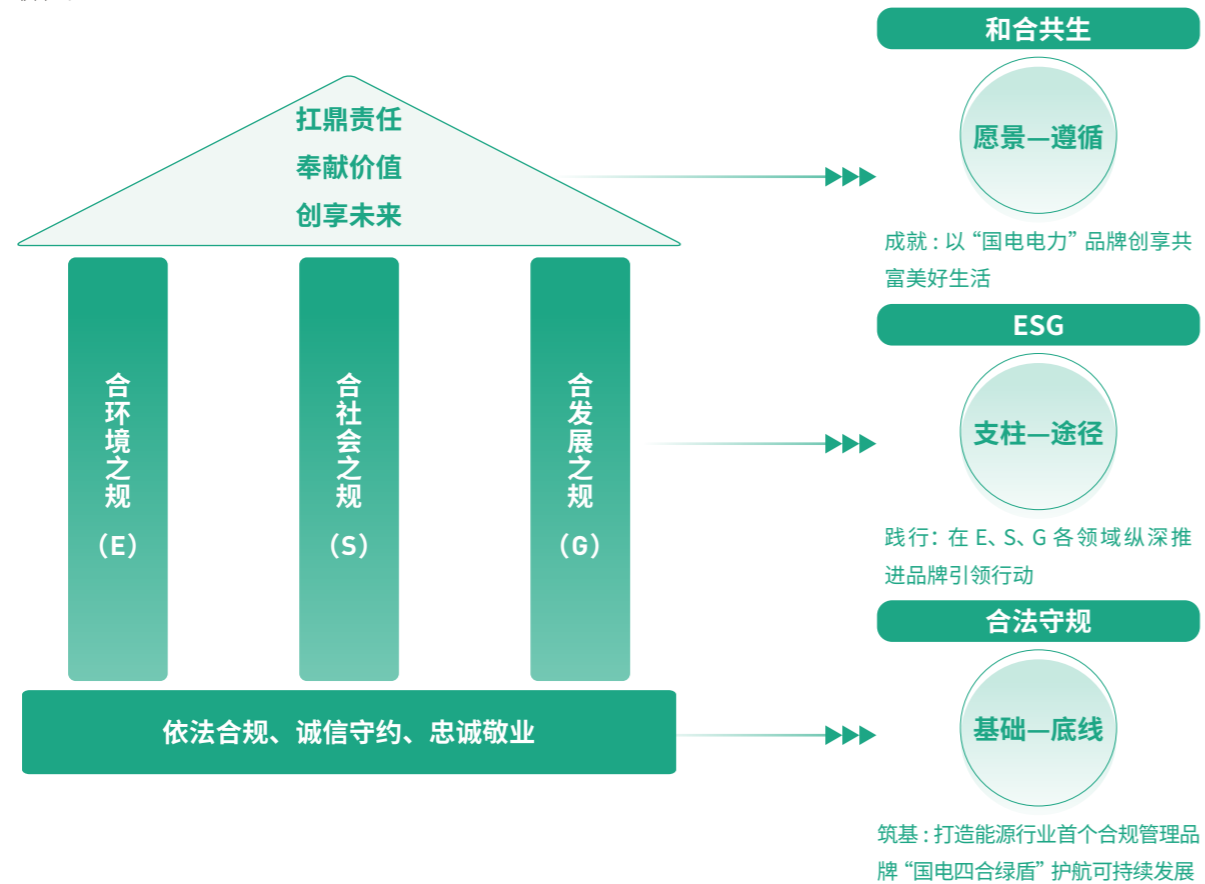 和合共生
扛鼎责任
奉献价值
创享未来
愿景—遵循
成就：以“国电电力”品牌创享共
富美好生活
合环境之规
（E）
合社会之规
（S）
合发展之规
（G）
ESG
支柱—途径
践行：在 E、S、G 各领域纵深推
进品牌引领行动
依法合规、诚信守约、忠诚敬业
合法守规
基础—底线
筑基：打造能源行业首个合规管理品
牌“国电四合绿盾”护航可持续发展